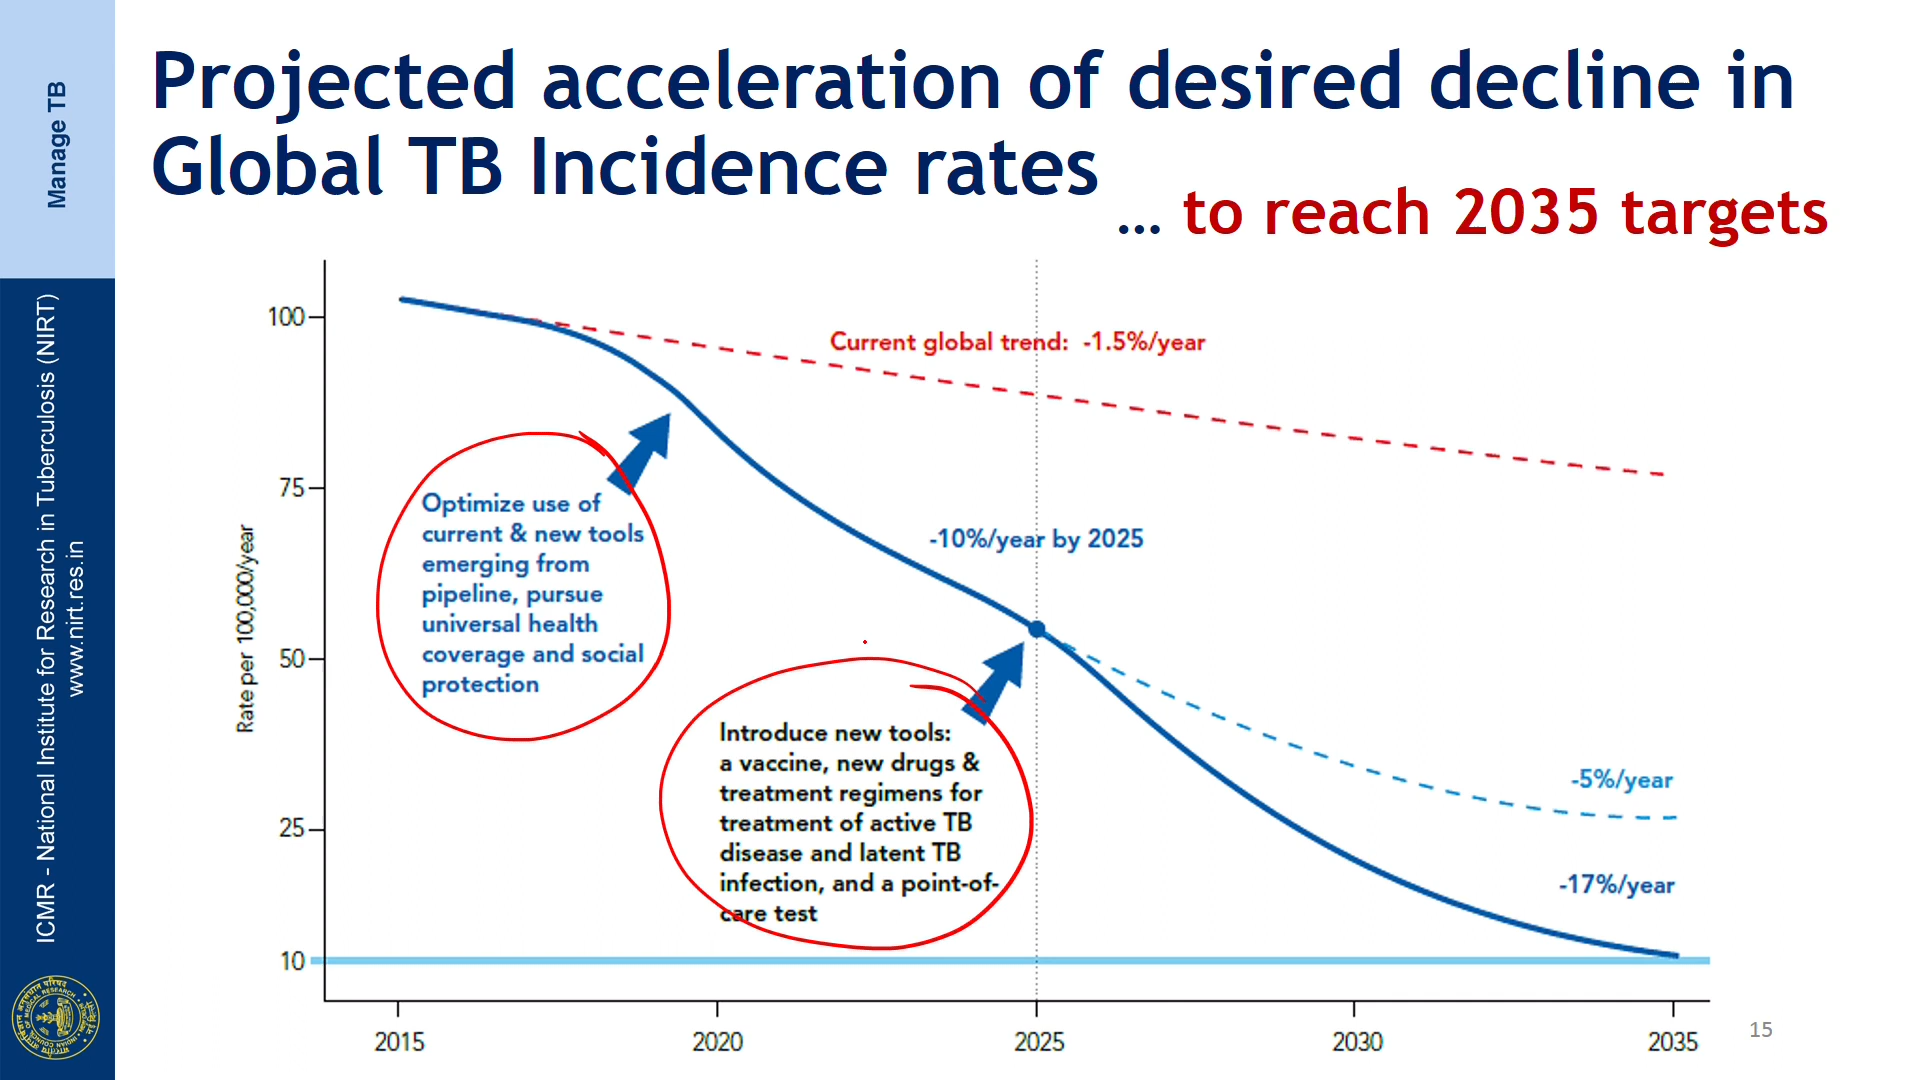 Manage TB
ICMR - National Institute for Research in Tuberculosis (NIRT)
www.nirt.res.in
Projected acceleration of desired decline in
Global TB Incidence rates
... to reach 2035 targets
Rate per 100,000/year
100
75
50
25
10
Current global trend: -1.5%/year
Optimize use of
current & new tools
emerging from
pipeline, pursue
universal health
coverage and social
protection
-10%/year by 2025
Introduce new tools:
a vaccine, new drugs &
treatment regimens for
treatment of active TB
disease and latent TB
infection, and a point-of-
care test
-5%/year
-17%/year
2015
2020
2025
2030
2035
15